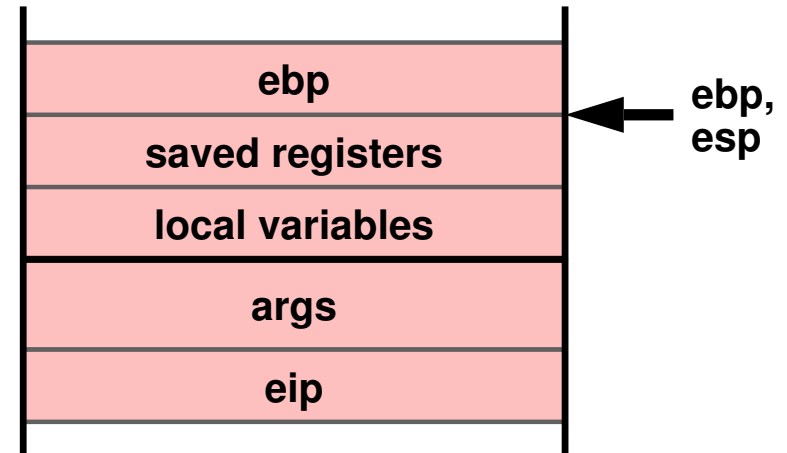 ebp
ebp,
esp
saved registers
local variables
args
eip